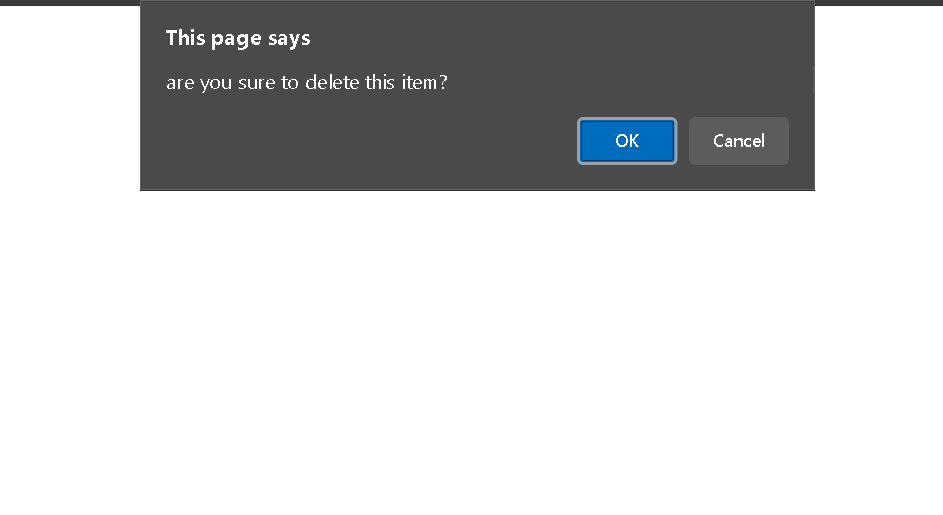 This page says
are you sure to delete this item?
OK
Cancel